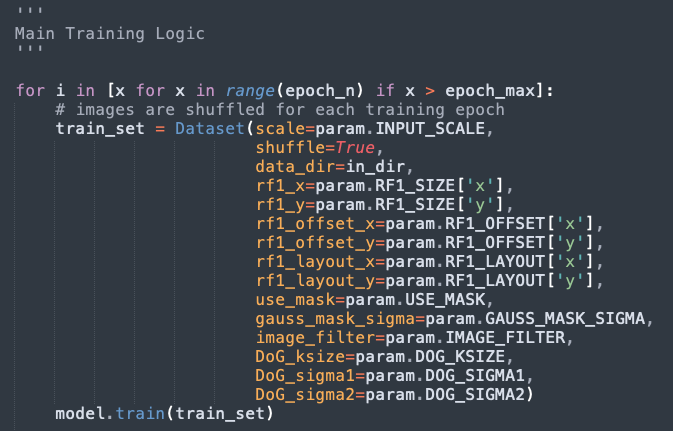 '''
Main Training Logic
'''
for i in [x for x in range(epoch_n) if x > epoch_max]:
# images are shuffled for each training epoch
train_set = Dataset(scale=param.INPUT_SCALE,
shuffle=True,
data_dir=in_dir,
rf1_x=param.RF1_SIZE['x'],
rf1_y=param.RF1_SIZE['y'],
rf1_offset_x=param.RF1_OFFSET['x'],
rf1_offset_y=param.RF1_OFFSET['y'],
rf1_layout_x=param.RF1_LAYOUT['x'],
rf1_layout_y=param.RF1_LAYOUT['y'],
use_mask=param.USE_MASK,
gauss_mask_sigma=param.GAUSS_MASK_SIGMA,
image_filter=param.IMAGE_FILTER,
DoG_ksize=param.DOG_KSIZE,
DoG_sigma1=param.DOG_SIGMA1,
DoG_sigma2=param.DOG_SIGMA2)
model.train(train_set)